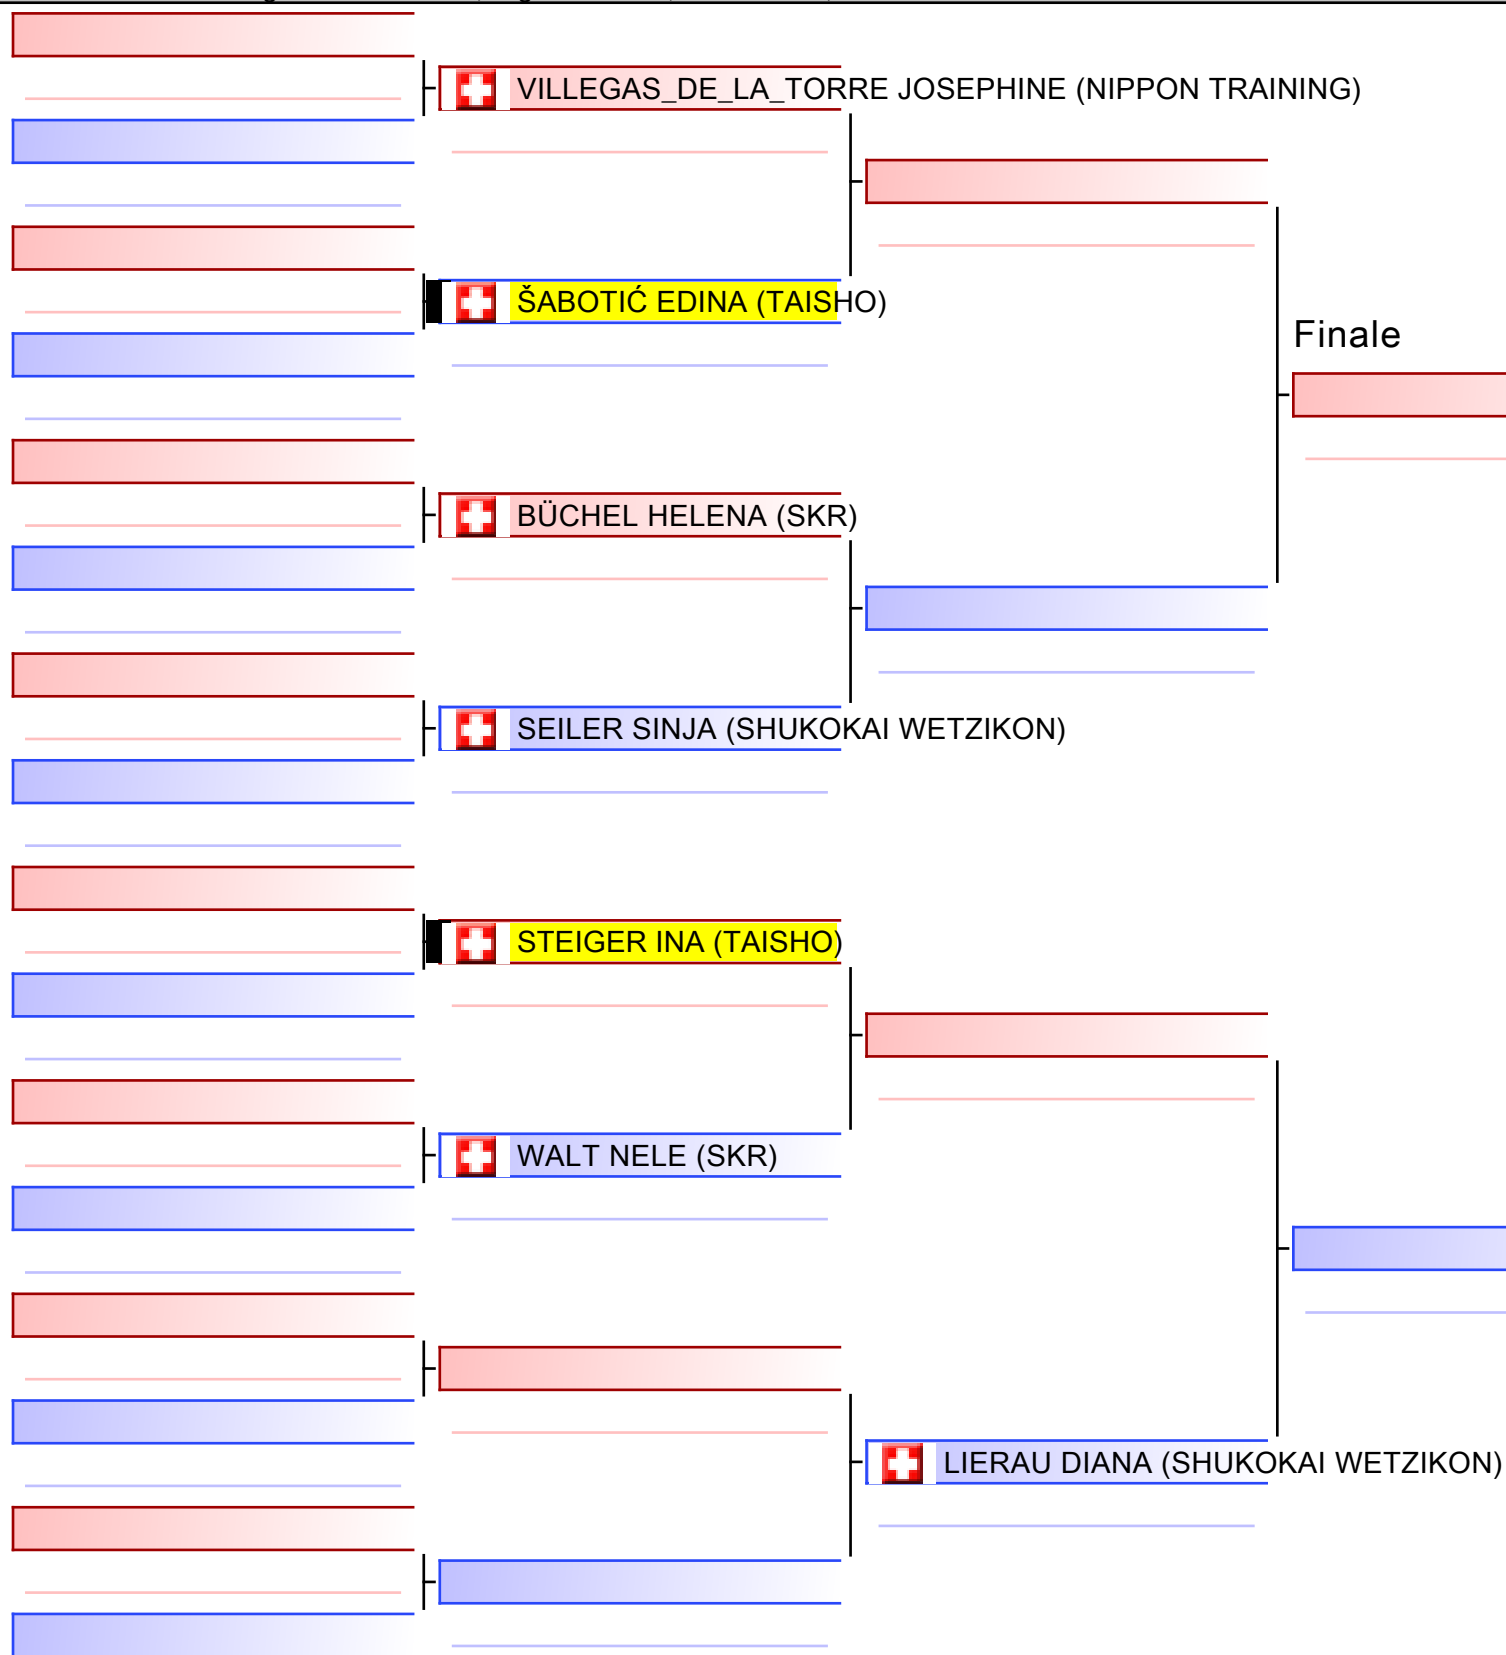 VILLEGAS_DE_LA_TORRE JOSEPHINE (NIPPON TRAINING)
ŠABOTIĆ EDINA (TAISHO)
Finale
BÜCHEL HELENA (SKR)
SEILER SINJA (SHUKOKAI WETZIKON)
STEIGER INA (TAISHO)
WALT NELE (SKR)
LIERAU DIANA (SHUKOKAI WETZIKON)